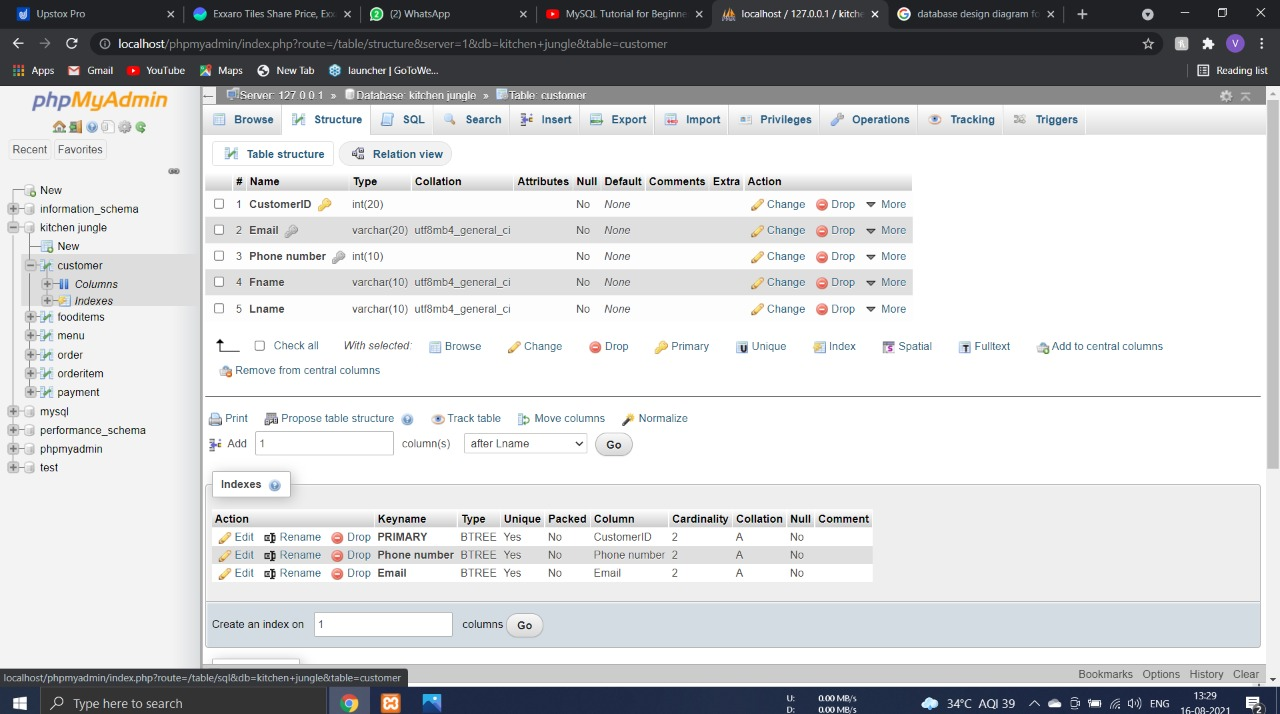 Upstox Pro
Exxaro Tiles Share Price, Exx
(2) WhatsApp
MySQL Tutorial for Beginne
localhost / 127.0.0.1 / kitche
database design diagram fo
localhost/phpmyadmin/index.php?route=/table/structure&server=1&db=kitchen+jungle&table=customer
V
Apps Gmail YouTube Maps New Tab launcher | GoToWe... Reading list
phpMyAdmin
Recent Favorites
New
information_schema
kitchen jungle
New
customer
Columns
Indexes
fooditems
menu
order
orderitem
payment
mysql
performance_schema
phpmyadmin
test
Server: 127.0.0.1 » Database: kitchen jungle » Table: customer
Browse Structure SQL Search Insert Export Import Privileges Operations Tracking Triggers
Table structure Relation view
# Name Type Collation Attributes Null Default Comments Extra Action
1 CustomerID int(20) No None Change Drop More
2 Email varchar(20) utf8mb4_general_ci No None Change Drop More
3 Phone number int(10) No None Change Drop More
4 Fname varchar(10) utf8mb4_general_ci No None Change Drop More
5 Lname varchar(10) utf8mb4_general_ci No None Change Drop More
Check all With selected: Browse Change Drop Primary Unique Index Spatial Fulltext Add to central columns
Remove from central columns
Print Propose table structure Track table Move columns Normalize
Add 1 column(s) after Lname Go
Indexes
Action Keyname Type Unique Packed Column Cardinality Collation Null Comment
Edit Rename Drop PRIMARY BTREE Yes No CustomerID 2 A No
Edit Rename Drop Phone number BTREE Yes No Phone number 2 A No
Edit Rename Drop Email BTREE Yes No Email 2 A No
Create an index on 1 columns Go
Bookmarks Options History Clear
localhost/phpmyadmin/index.php?route=/table/sql&db=kitchen+jungle&table=customer
Type here to search
U: 0.00 MB/s
D: 0.00 MB/s
34°C AQI 39
ENG
13:29
16-08-2021
2